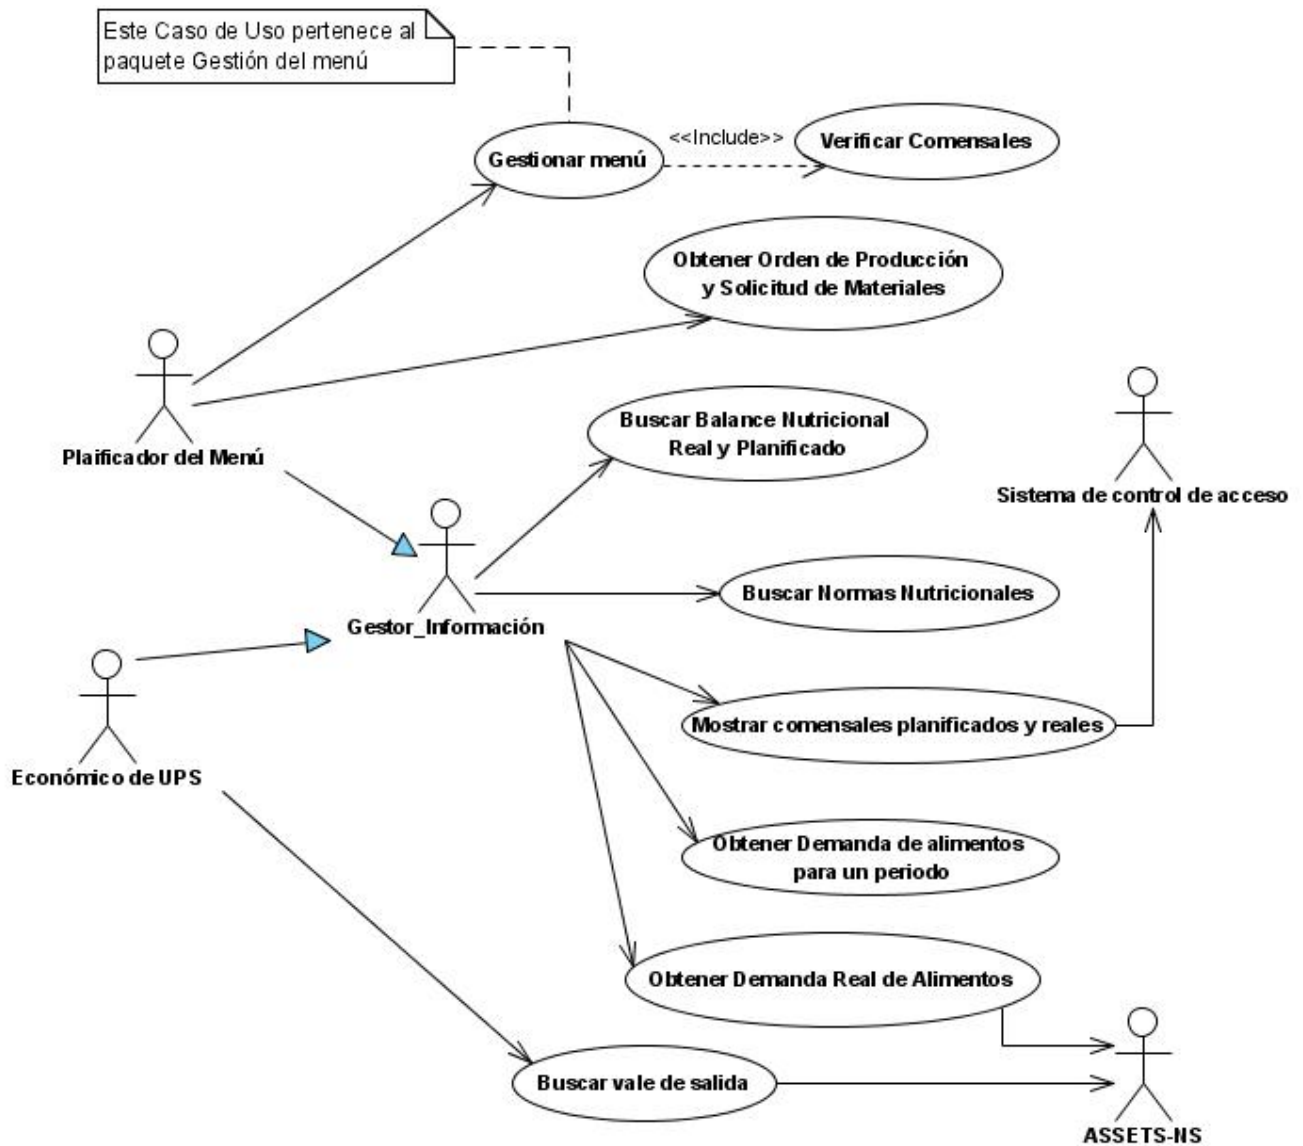 Este Caso de Uso pertenece al
paquete Gestión del menú
Gestionar menú
<<Include>>
Verificar Comensales
Obtener Orden de Producción
y Solicitud de Materiales
Plaificador del Menú
Buscar Balance Nutricional
Real y Planificado
Sistema de control de acceso
Gestor_Información
Buscar Normas Nutricionales
Mostrar comensales planificados y reales
Económico de UPS
Obtener Demanda de alimentos
para un periodo
Obtener Demanda Real de Alimentos
Buscar vale de salida
ASSETS-NS